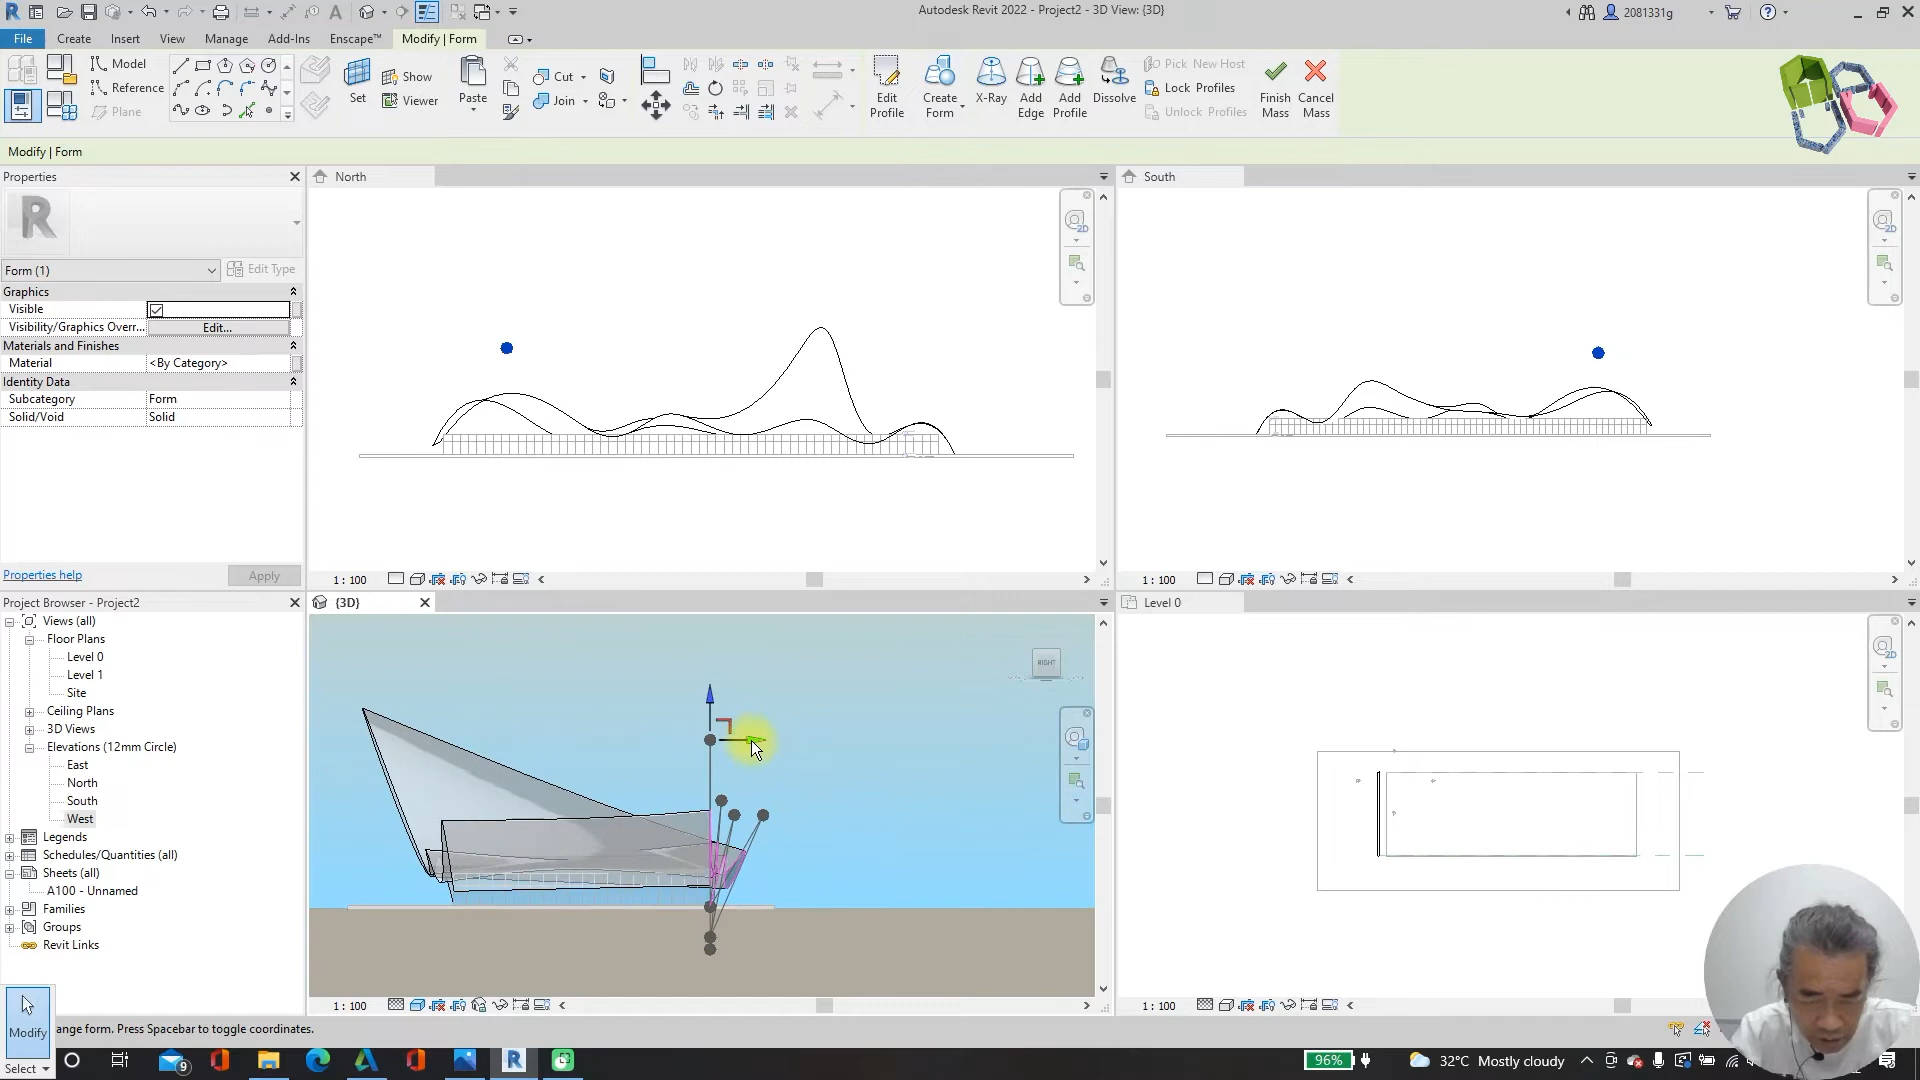 Autodesk Revit 2022 - Project2 - 3D View: {3D}
2081331g
File Create Insert View Manage Add-Ins Enscape™ Modify | Form
Model
Reference
Plane
Set
Show
Viewer
Paste
Cut
Join
Edit Profile
Create Form
X-Ray
Add Edge
Add Profile
Dissolve
Pick New Host
Lock Profiles
Unlock Profiles
Finish Mass
Cancel Mass
Modify | Form
Properties
R
Form (1)
Edit Type
Graphics
Visible
Visibility/Graphics Overr... Edit...
Materials and Finishes
Material <By Category>
Identity Data
Subcategory Form
Solid/Void Solid
Properties help
Apply
Project Browser - Project2
Views (all)
Floor Plans
Level 0
Level 1
Site
Ceiling Plans
3D Views
Elevations (12mm Circle)
East
North
South
West
Legends
Schedules/Quantities (all)
Sheets (all)
A100 - Unnamed
Families
Groups
Revit Links
North
2D
1 : 100
South
2D
1 : 100
{3D}
RIGHT
1 : 100
Level 0
2D
1 : 100
Modify
ange form. Press Spacebar to toggle coordinates.
Select
9
96%
32°C Mostly cloudy